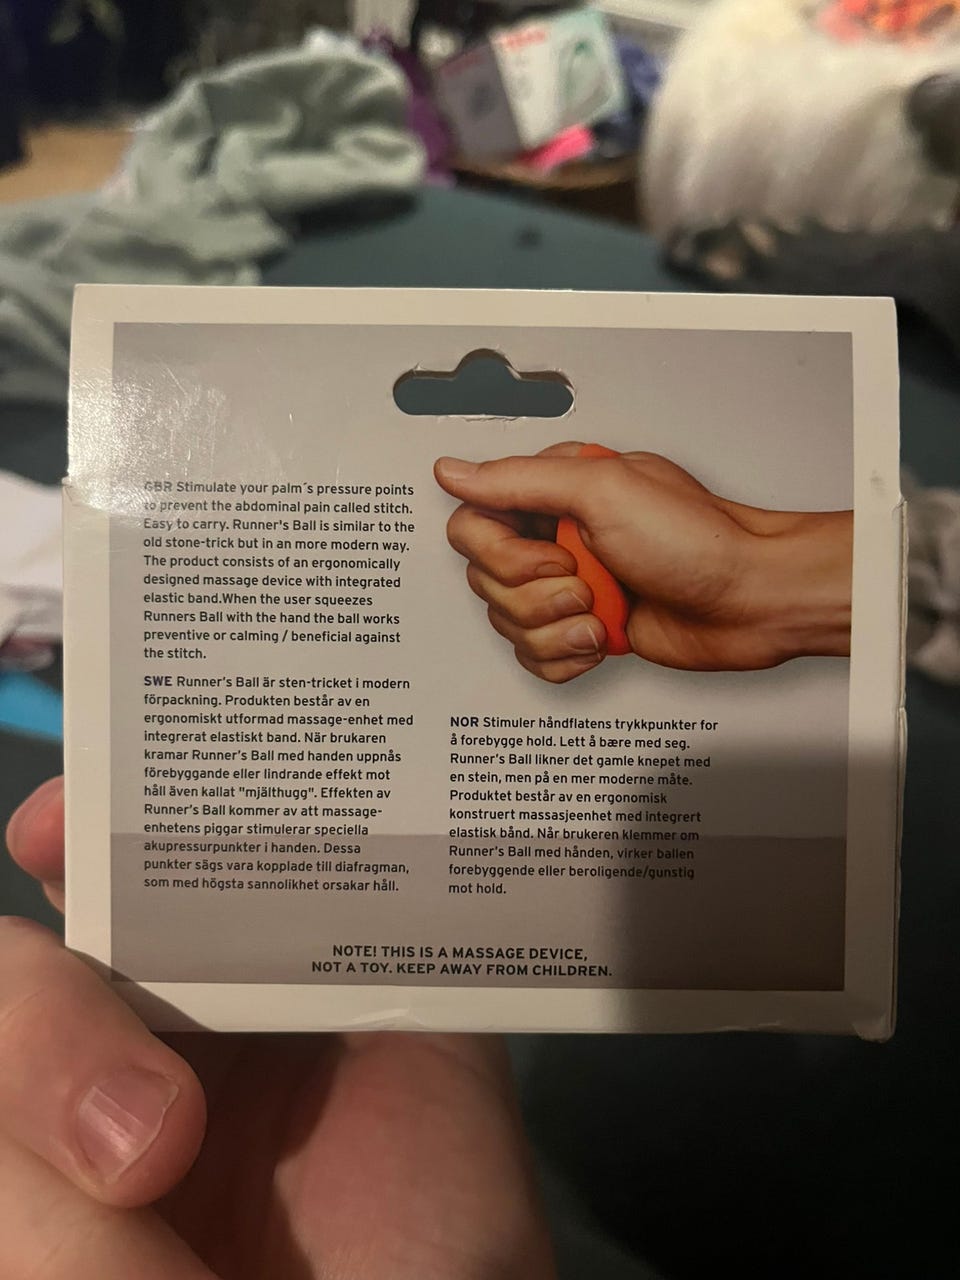 GBR Stimulate your palm´s pressure points
to prevent the abdominal pain called stitch.
Easy to carry. Runner's Ball is similar to the
old stone-trick but in an more modern way.
The product consists of an ergonomically
designed massage device with integrated
elastic band.When the user squeezes
Runners Ball with the hand the ball works
preventive or calming / beneficial against
the stitch.
SWE Runner's Ball är sten-tricket i modern
förpackning. Produkten består av en
ergonomiskt utformad massage-enhet med
integrerat elastiskt band. När brukaren
kramar Runner's Ball med handen uppnås
förebyggande eller lindrande effekt mot
håll även kallat "mjälthugg". Effekten av
Runner's Ball kommer av att massage-
enhetens piggar stimulerar speciella
akupressurpunkter i handen. Dessa
punkter sägs vara kopplade till diafragman,
som med högsta sannolikhet orsakar håll.
NOR Stimuler håndflatens trykkpunkter for
å forebygge hold. Lett å bære med seg.
Runner's Ball likner det gamle knepet med
en stein, men på en mer moderne måte.
Produktet består av en ergonomisk
konstruert massasjeenhet med integrert
elastisk bånd. Når brukeren klemmer om
Runner's Ball med hånden, virker ballen
forebyggende eller beroligende/gunstig
mot hold.
NOTE! THIS IS A MASSAGE DEVICE,
NOT A TOY. KEEP AWAY FROM CHILDREN.